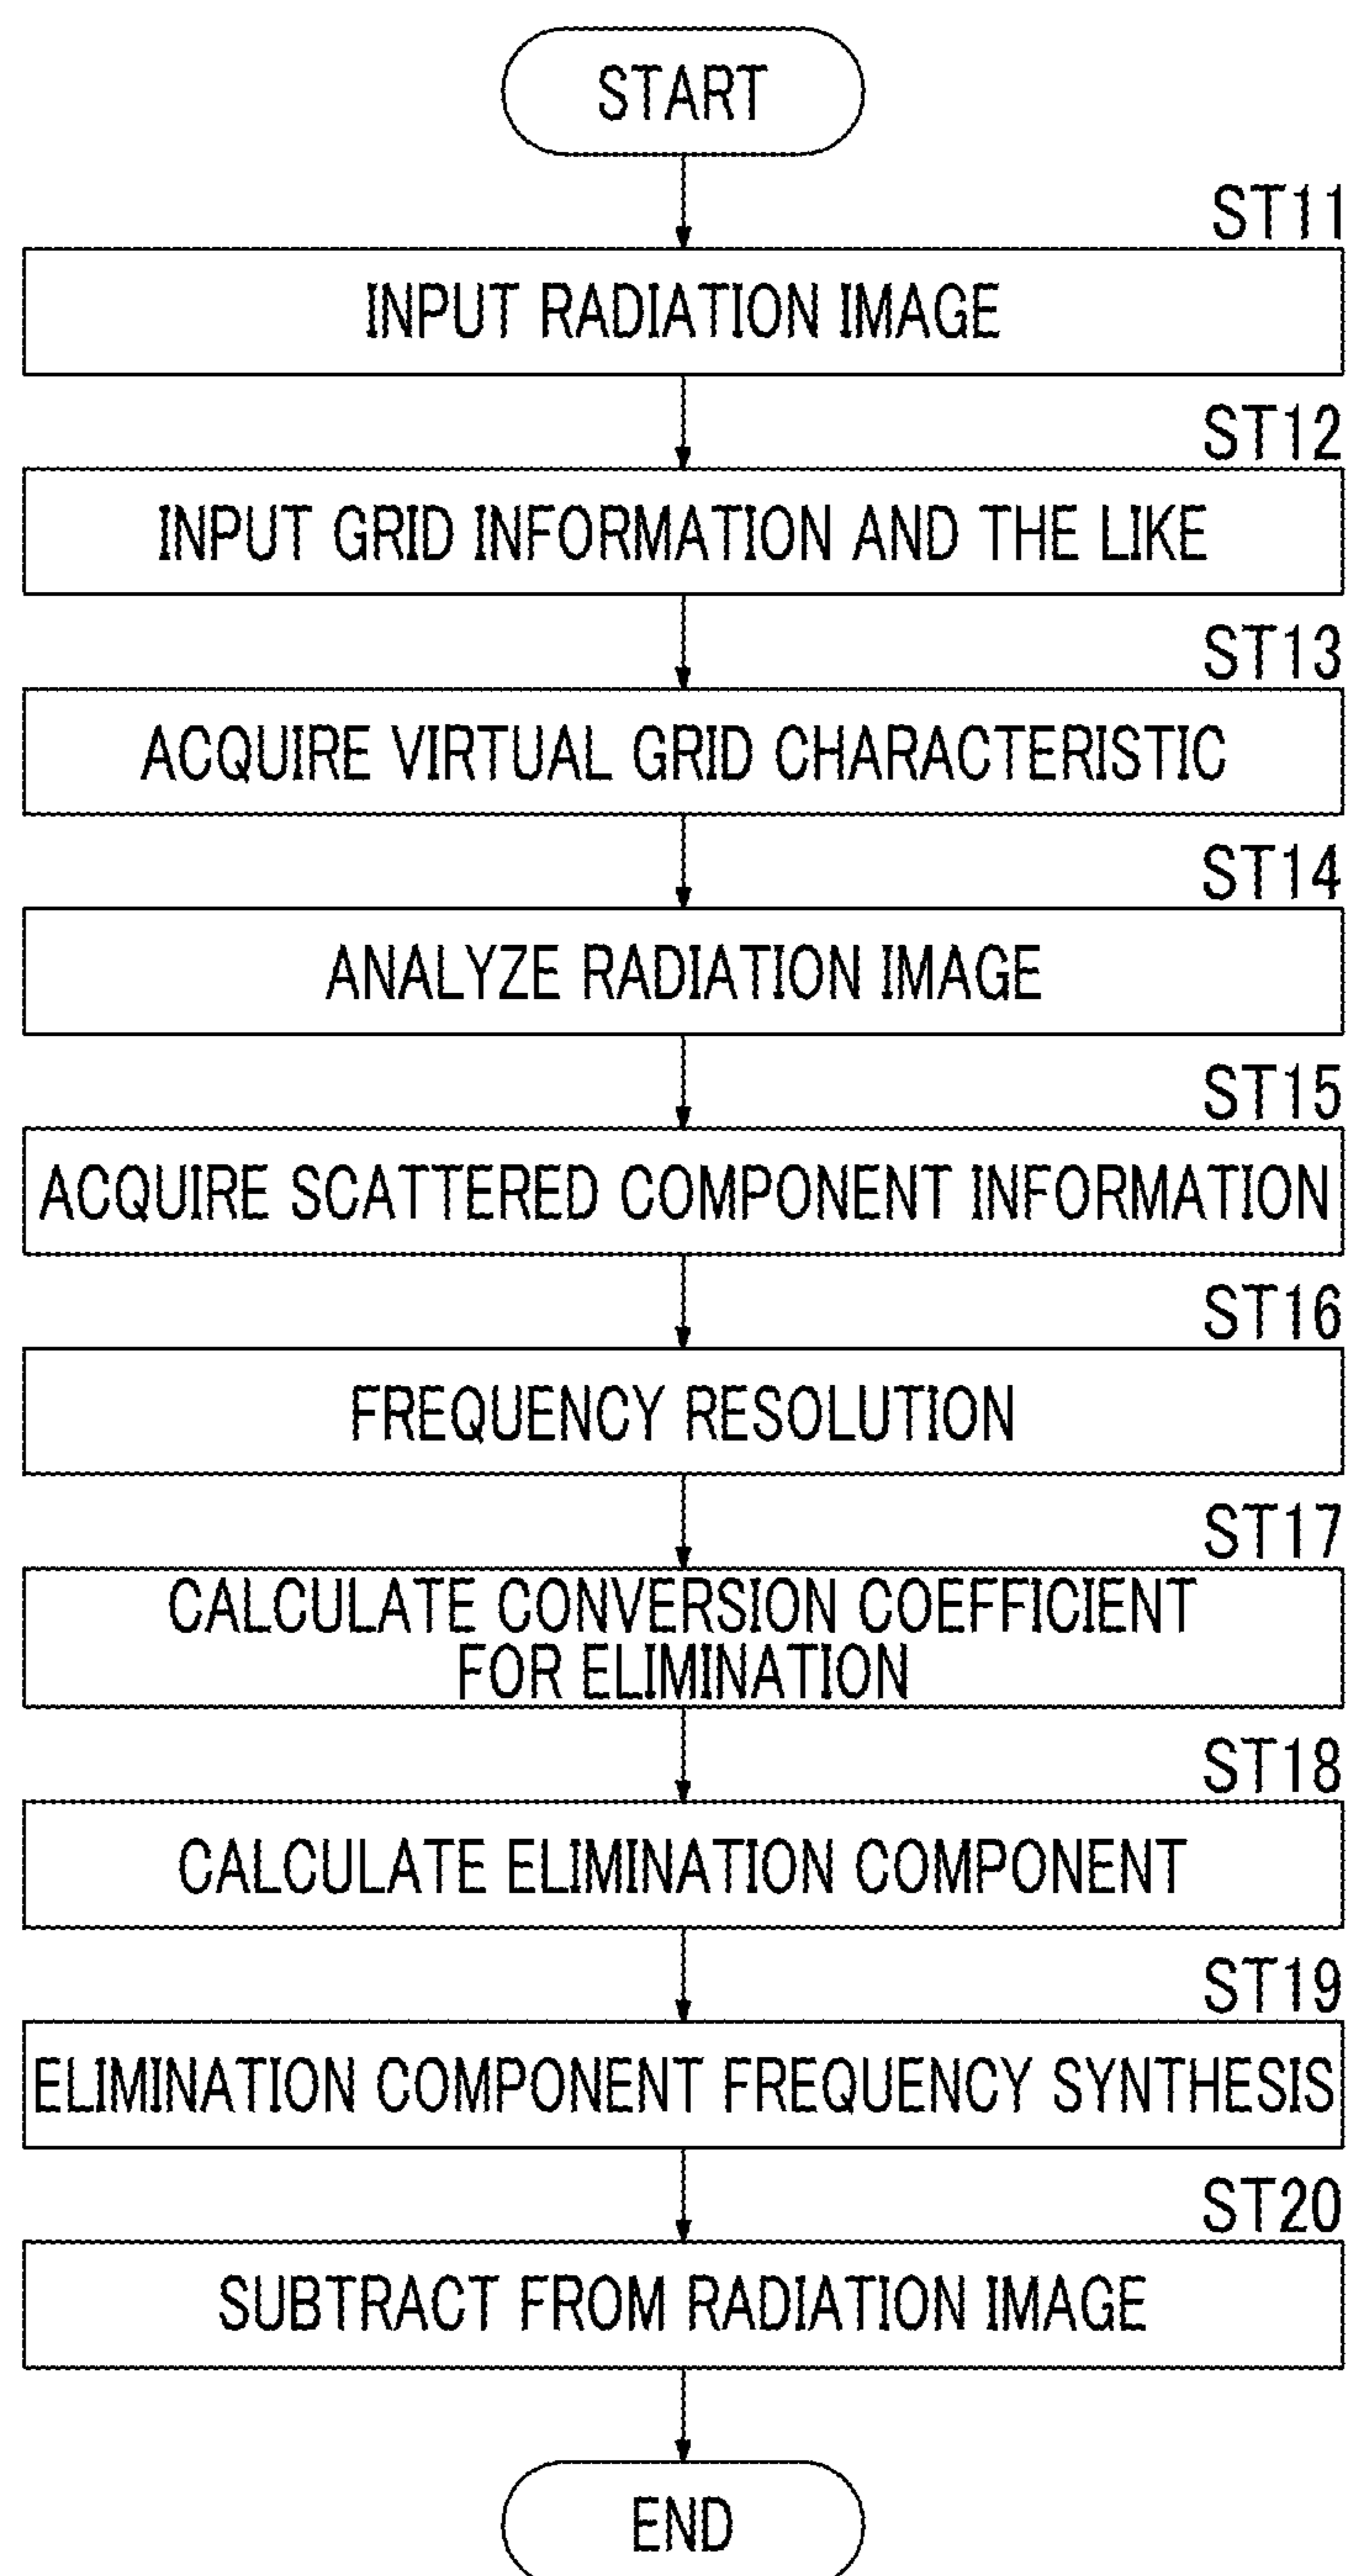 START
ST11
INPUT RADIATION IMAGE
ST12
INPUT GRID INFORMATION AND THE LIKE
ST13
ACQUIRE VIRTUAL GRID CHARACTERISTIC
ST14
ANALYZE RADIATION IMAGE
ST15
ACQUIRE SCATTERED COMPONENT INFORMATION
ST16
FREQUENCY RESOLUTION
ST17
CALCULATE CONVERSION COEFFICIENT
FOR ELIMINATION
ST18
CALCULATE ELIMINATION COMPONENT
ST19
ELIMINATION COMPONENT FREQUENCY SYNTHESIS
ST20
SUBTRACT FROM RADIATION IMAGE
END